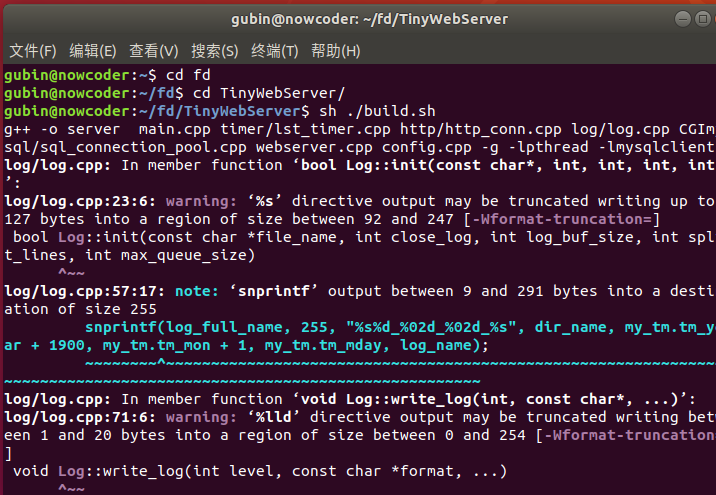 gubin@nowcoder: ~/fd/TinyWebServer
文件(F) 编辑(E) 查看(V) 搜索(S) 终端(T) 帮助(H)
gubin@nowcoder:~$ cd fd
gubin@nowcoder:~/fd$ cd TinyWebServer/
gubin@nowcoder:~/fd/TinyWebServer$ sh ./build.sh
g++ -o server  main.cpp timer/lst_timer.cpp http/http_conn.cpp log/log.cpp CGIm
sql/sql_connection_pool.cpp webserver.cpp config.cpp -g -lpthread -lmysqlclient
log/log.cpp: In member function ‘bool Log::init(const char*, int, int, int, int
’:
log/log.cpp:23:6: warning: ‘%s’ directive output may be truncated writing up to
127 bytes into a region of size between 92 and 247 [-Wformat-truncation=]
 bool Log::init(const char *file_name, int close_log, int log_buf_size, int spl
t_lines, int max_queue_size)
      ^~~
log/log.cpp:57:17: note: ‘snprintf’ output between 9 and 291 bytes into a desti
ation of size 255
         snprintf(log_full_name, 255, "%s%d_%02d_%02d_%s", dir_name, my_tm.tm_y
ar + 1900, my_tm.tm_mon + 1, my_tm.tm_mday, log_name);
         ~~~~~~~~^~~~~~~~~~~~~~~~~~~~~~~~~~~~~~~~~~~~~~~~~~~~~~~~~~~~~~~~~~~~~~
~~~~~~~~~~~~~~~~~~~~~~~~~~~~~~~~~~~~~~~~~~~~~~~~~~~~~
log/log.cpp: In member function ‘void Log::write_log(int, const char*, ...)’:
log/log.cpp:71:6: warning: ‘%lld’ directive output may be truncated writing betw
een 1 and 20 bytes into a region of size between 0 and 254 [-Wformat-truncation=
]
 void Log::write_log(int level, const char *format, ...)
      ^~~